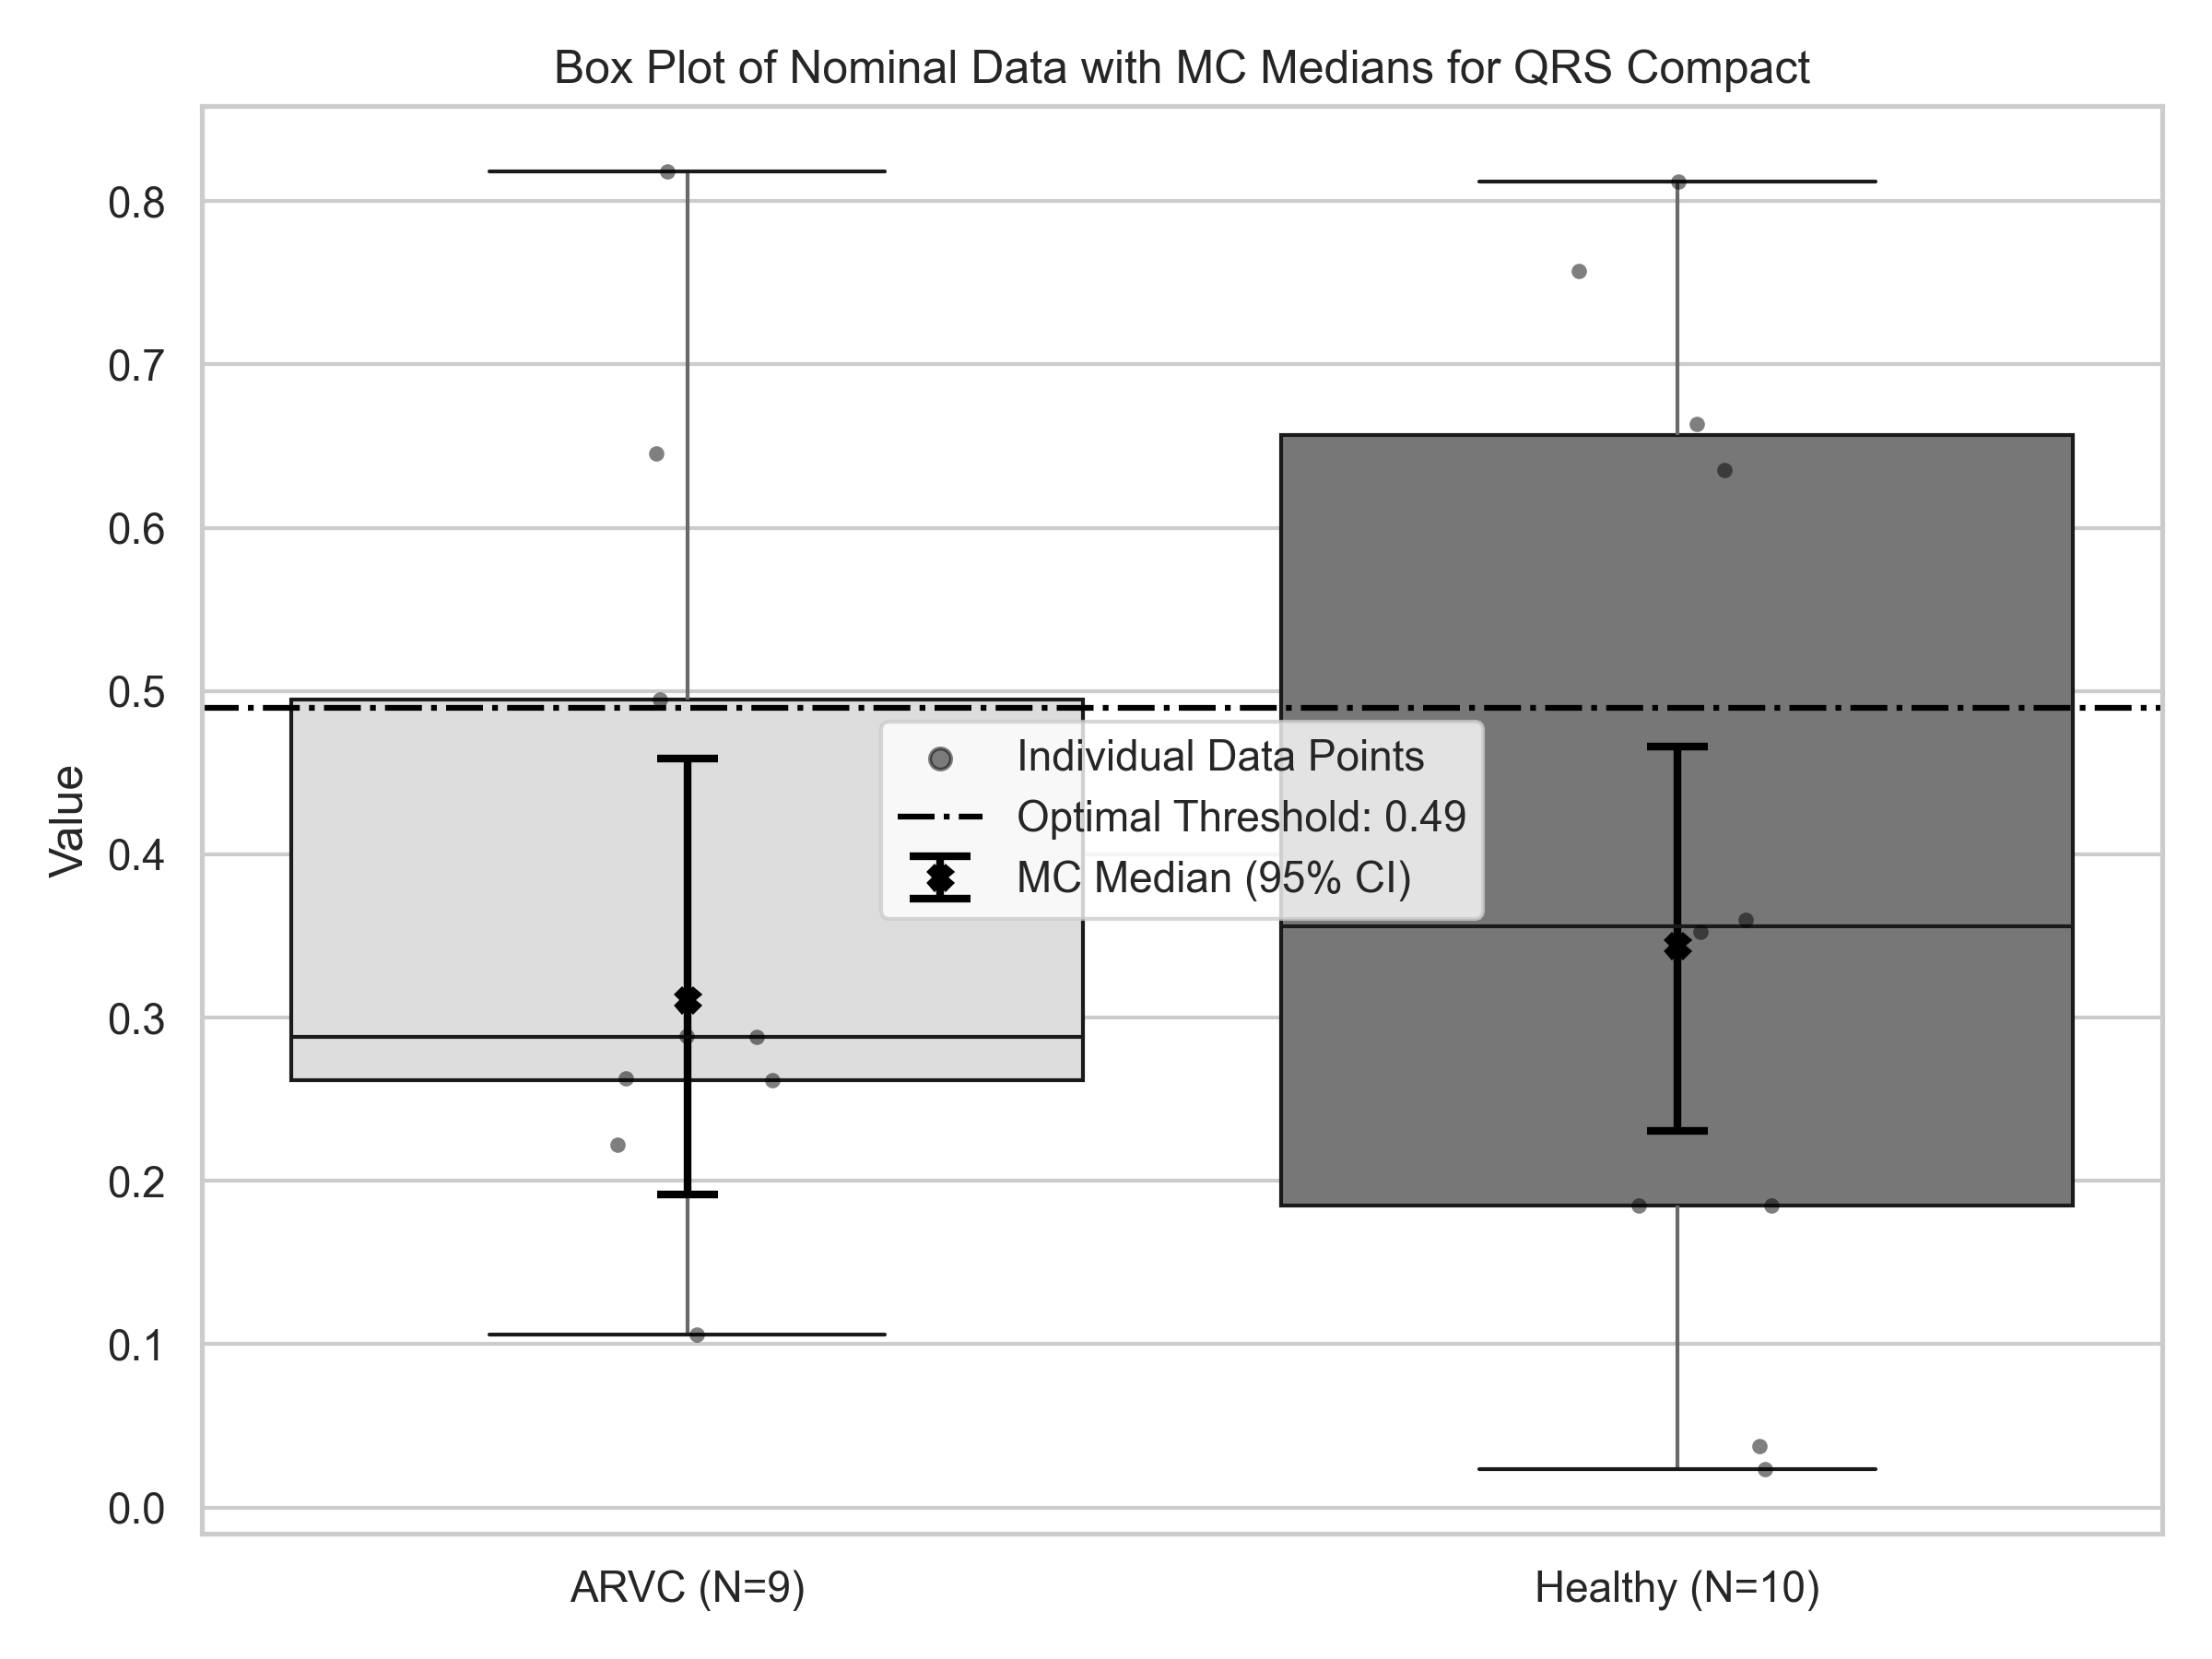 Box Plot of Nominal Data with MC Medians for QRS Compact
Value
0.8
0.7
0.6
0.5
0.4
0.3
0.2
0.1
0.0
Individual Data Points
Optimal Threshold: 0.49
MC Median (95% CI)
ARVC (N=9)
Healthy (N=10)